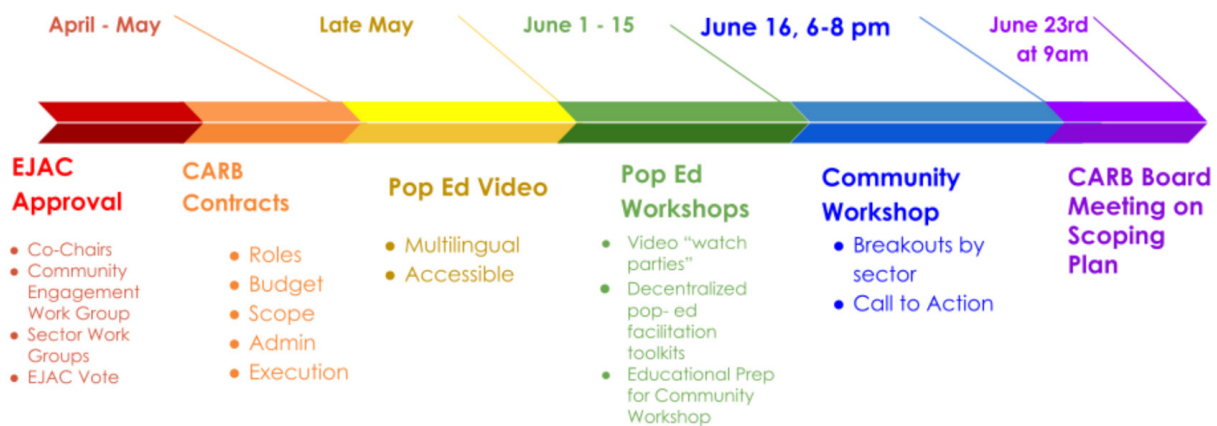 April - May
Late May
June 1 - 15
June 16, 6-8 pm
June 23rd
at 9am
EJAC
Approval
● Co-Chairs
● Community
Engagement
Work Group
● Sector Work
Groups
● EJAC Vote
CARB
Contracts
● Roles
● Budget
● Scope
● Admin
● Execution
Pop Ed Video
● Multilingual
● Accessible
Pop Ed
Workshops
● Video “watch
parties”
● Decentralized
pop- ed
facilitation
toolkits
● Educational Prep
for Community
Workshop
Community
Workshop
● Breakouts by
sector
● Call to Action
CARB Board
Meeting on
Scoping
Plan